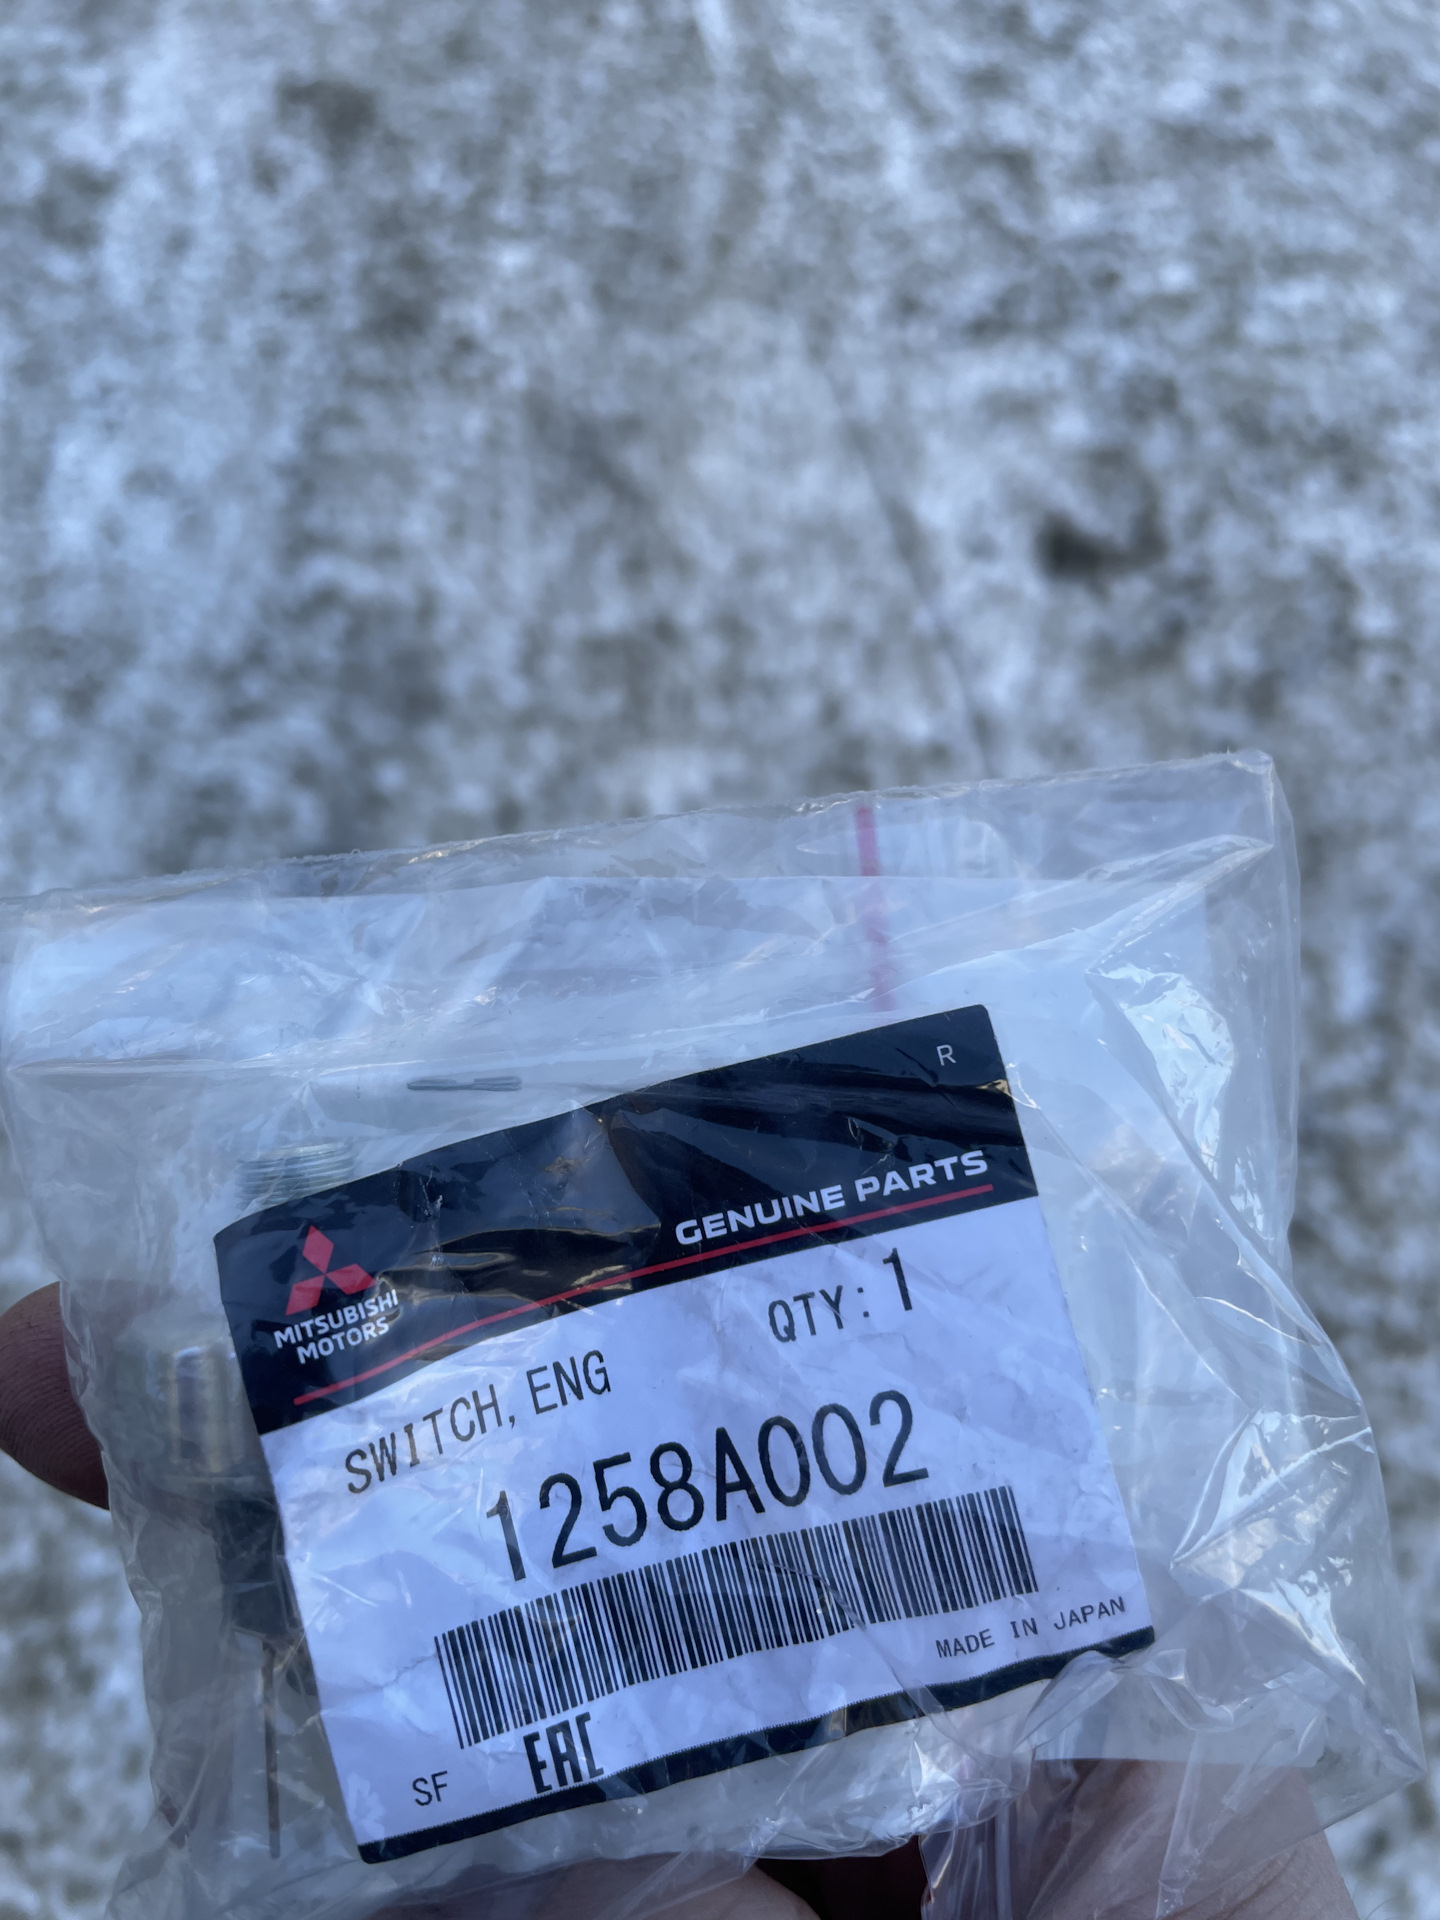 R
GENUINE PARTS
MITSUBISHI
MOTORS
QTY: 1
SWITCH, ENG
1258A002
MADE IN JAPAN
SF
EAC